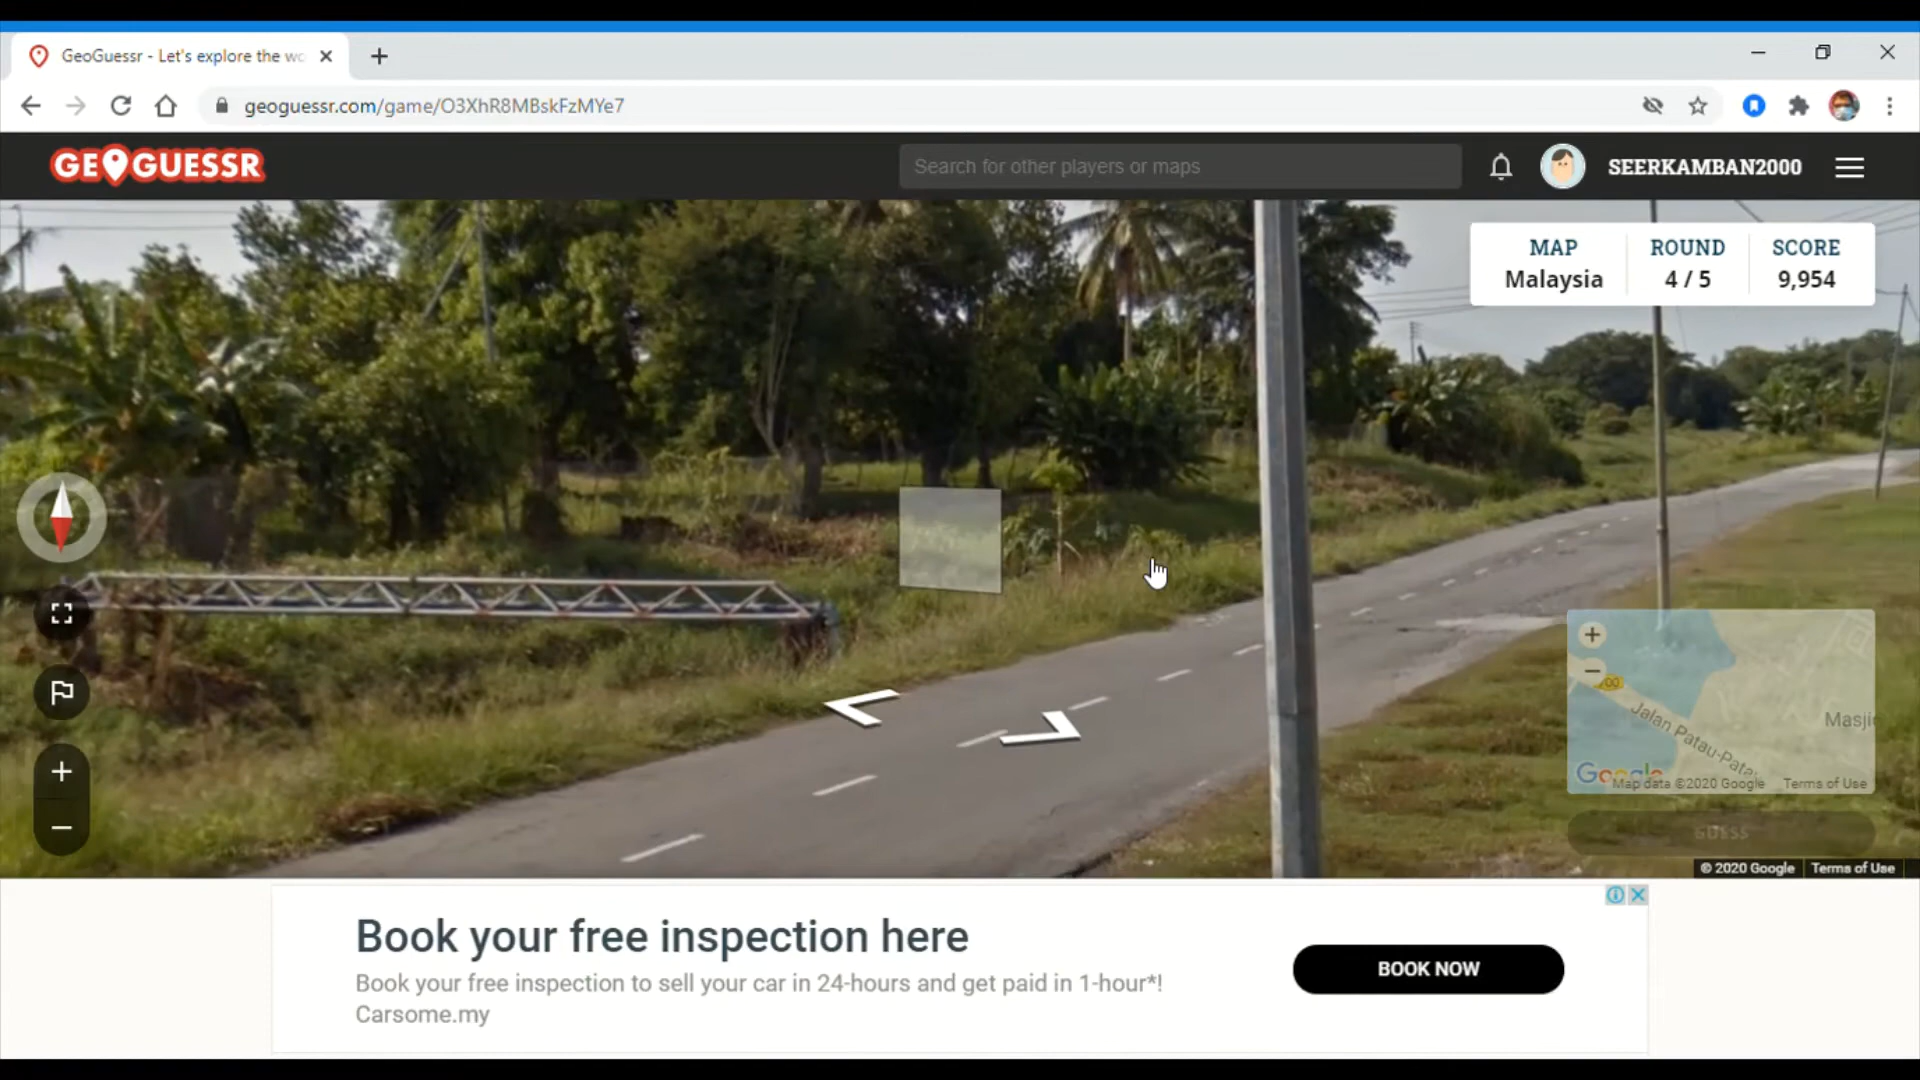 GeoGuessr - Let's explore the wo
geoguessr.com/game/O3XhR8MBskFzMYe7
GEOGUESSR
Search for other players or maps
SEERKAMBAN2000
MAP ROUND SCORE
Malaysia 4 / 5 9,954
Masji
Jalan Patau-Pata
Google
Map data ©2020 Google Terms of Use
GUESS
© 2020 Google Terms of Use
Book your free inspection here
Book your free inspection to sell your car in 24-hours and get paid in 1-hour*!
Carsome.my
BOOK NOW